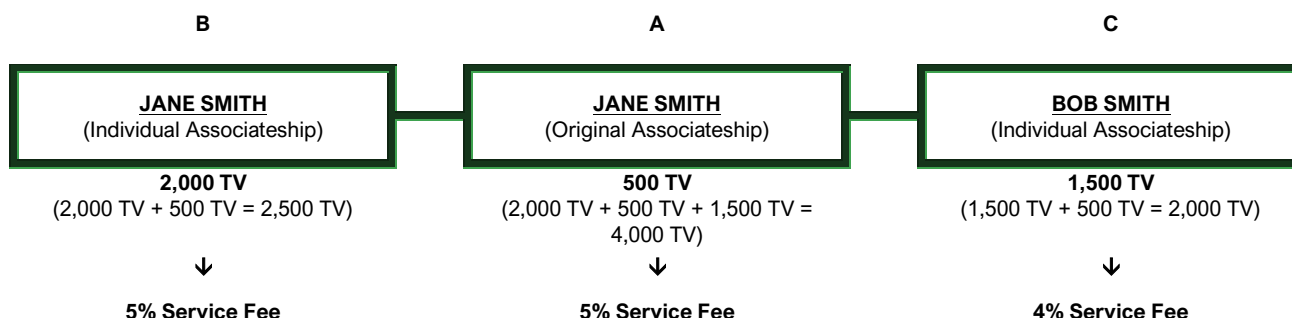 B
A
C
JANE SMITH
(Individual Associateship)
JANE SMITH
(Original Associateship)
BOB SMITH
(Individual Associateship)
2,000 TV
(2,000 TV + 500 TV = 2,500 TV)
500 TV
(2,000 TV + 500 TV + 1,500 TV =
4,000 TV)
1,500 TV
(1,500 TV + 500 TV = 2,000 TV)
5% Service Fee
5% Service Fee
4% Service Fee